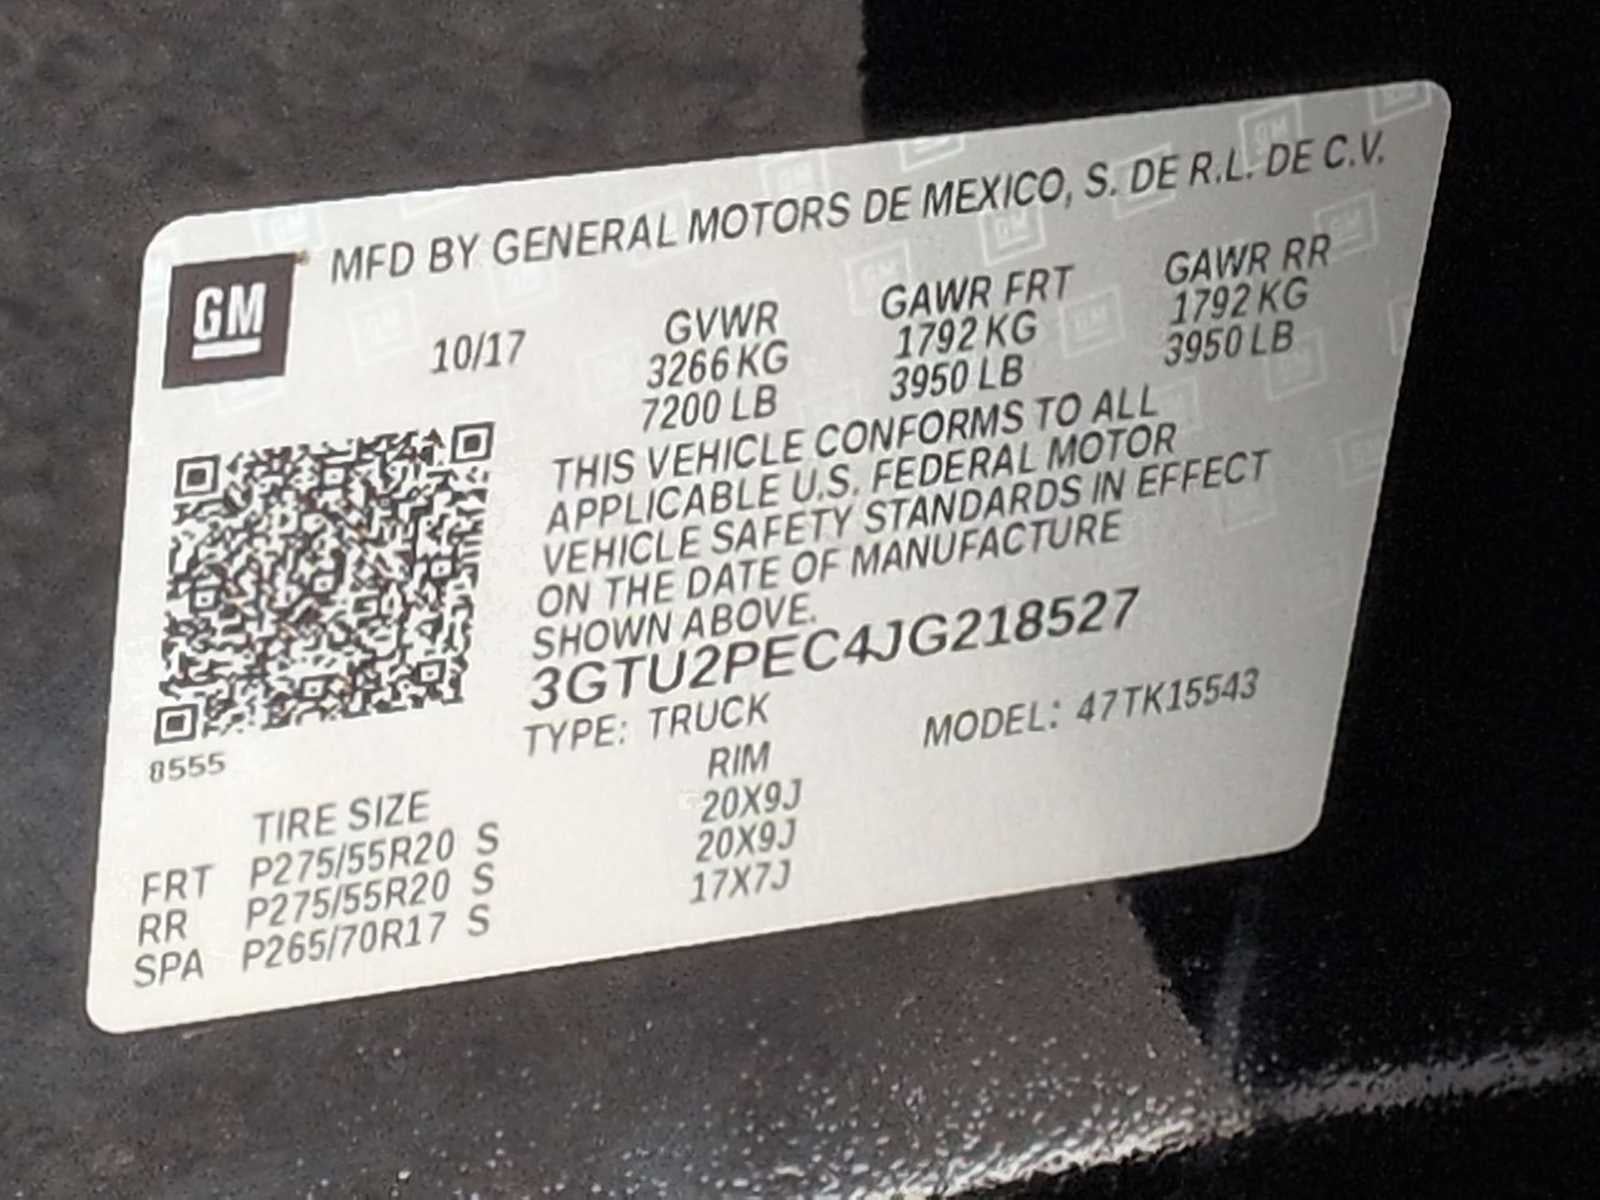 MFD BY GENERAL MOTORS DE MEXICO, S. DE R.L. DE C.V.
GM
10/17
GVWR GAWR FRT GAWR RR
3266 KG 1792 KG 1792 KG
7200 LB 3950 LB 3950 LB
THIS VEHICLE CONFORMS TO ALL
APPLICABLE U.S. FEDERAL MOTOR
VEHICLE SAFETY STANDARDS IN EFFECT
ON THE DATE OF MANUFACTURE
SHOWN ABOVE.
3GTU2PEC4JG218527
TYPE: TRUCK MODEL: 47TK15543
8555
TIRE SIZE RIM
FRT P275/55R20 S 20X9J
RR P275/55R20 S 20X9J
SPA P265/70R17 S 17X7J